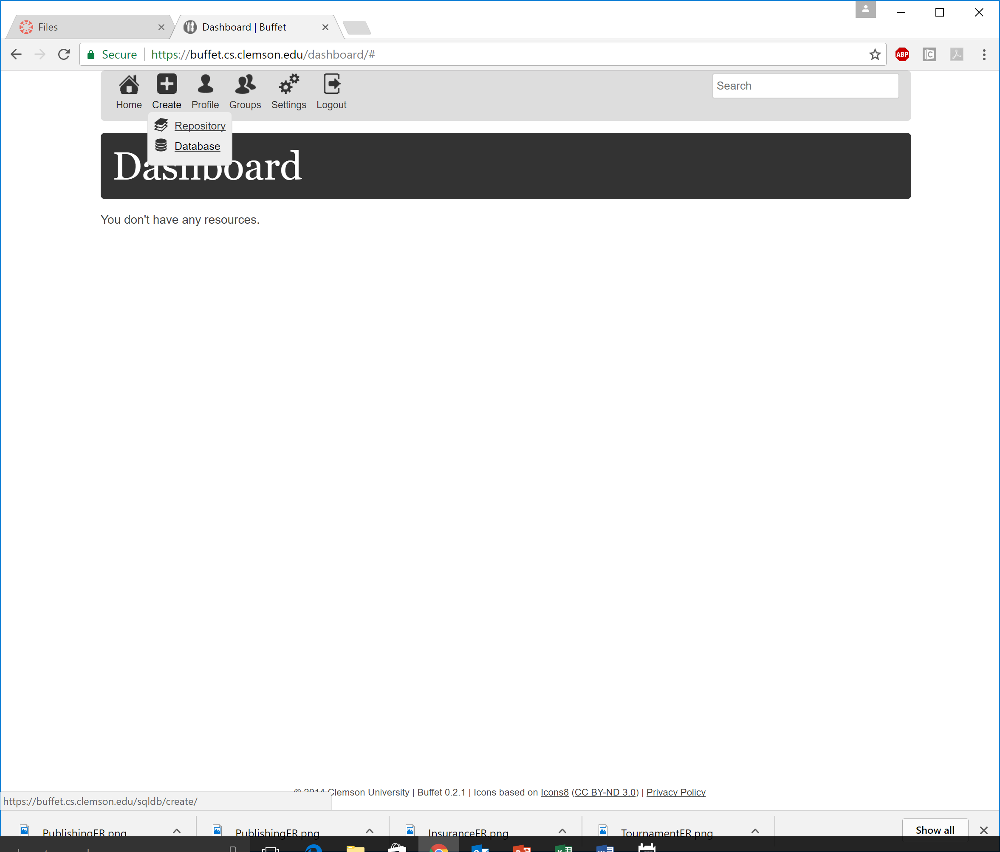 Files
Dashboard | Buffet
Secure
https://buffet.cs.clemson.edu/dashboard/#
ABP
Home
Create
Profile
Groups
Settings
Logout
Search
Repository
Database
Dashboard
You don't have any resources.
© 2014 Clemson University | Buffet 0.2.1 | Icons based on Icons8 (CC BY-ND 3.0) | Privacy Policy
https://buffet.cs.clemson.edu/sqldb/create/
PublishingER.png
PublishingER.png
InsuranceER.png
TournamentER.png
Show all